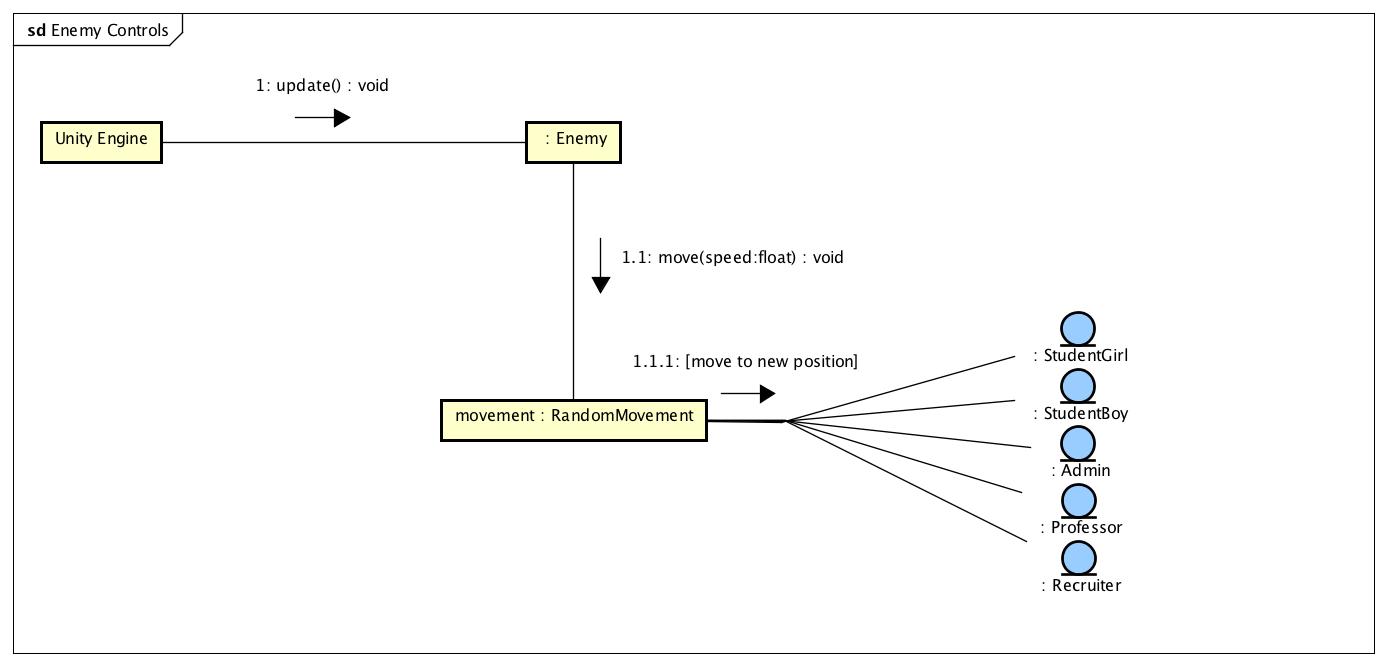 sd Enemy Controls
1: update() : void
Unity Engine
: Enemy
1.1: move(speed:float) : void
1.1.1: [move to new position]
: StudentGirl
movement : RandomMovement
: StudentBoy
: Admin
: Professor
: Recruiter